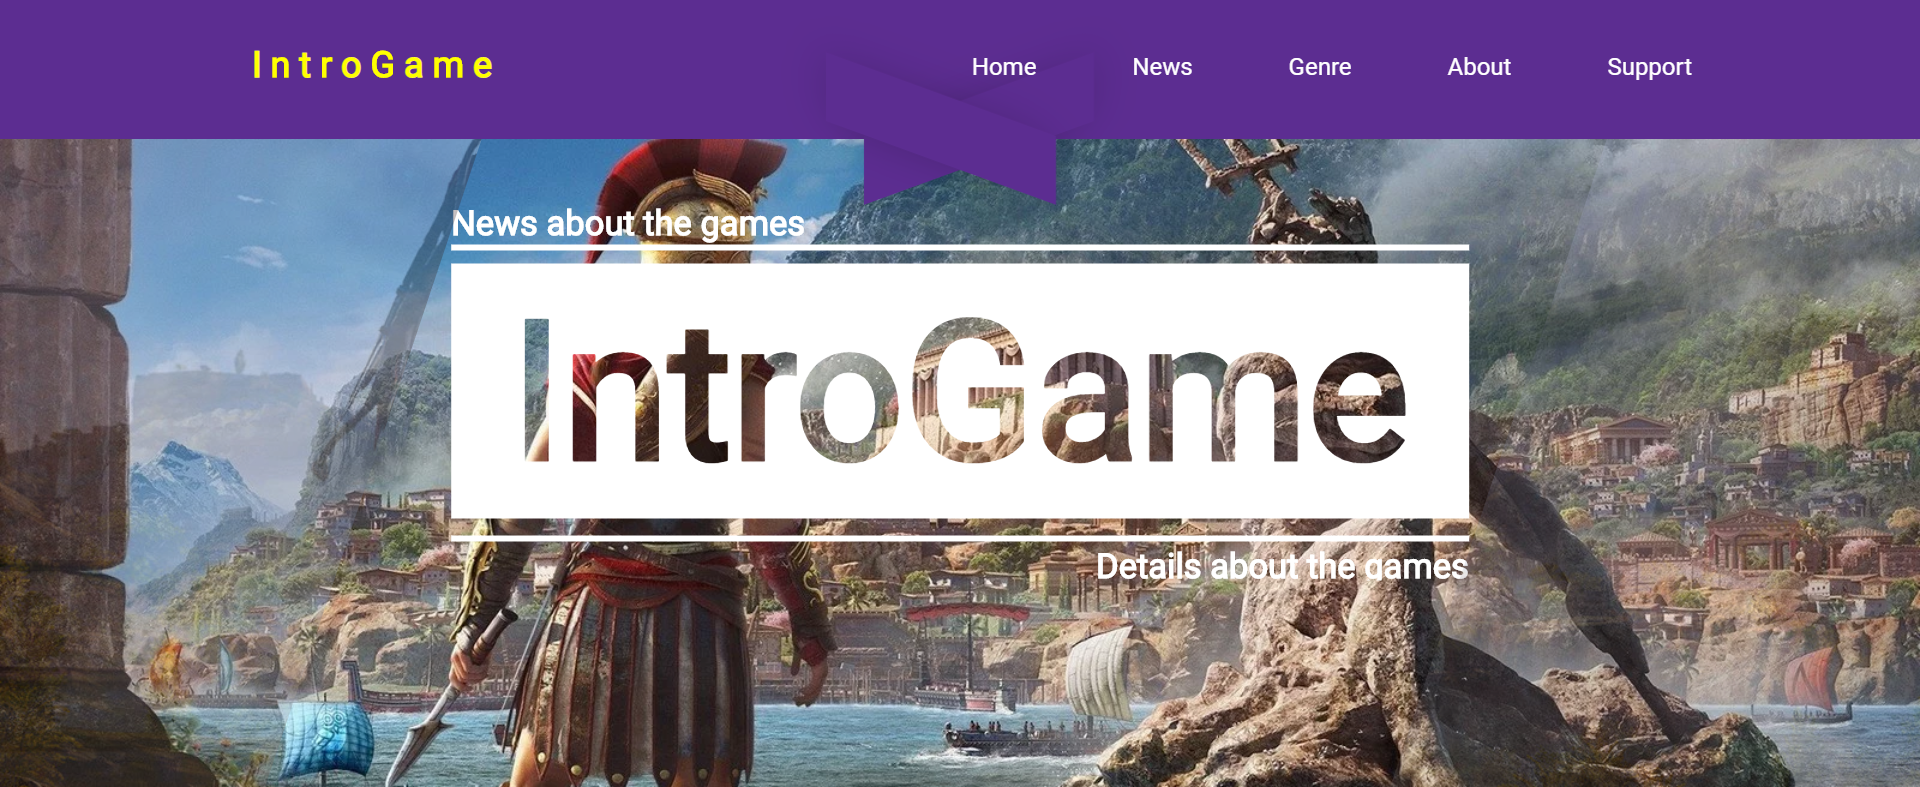 IntroGame
Home News Genre About Support
News about the games
IntroGame
Details about the games